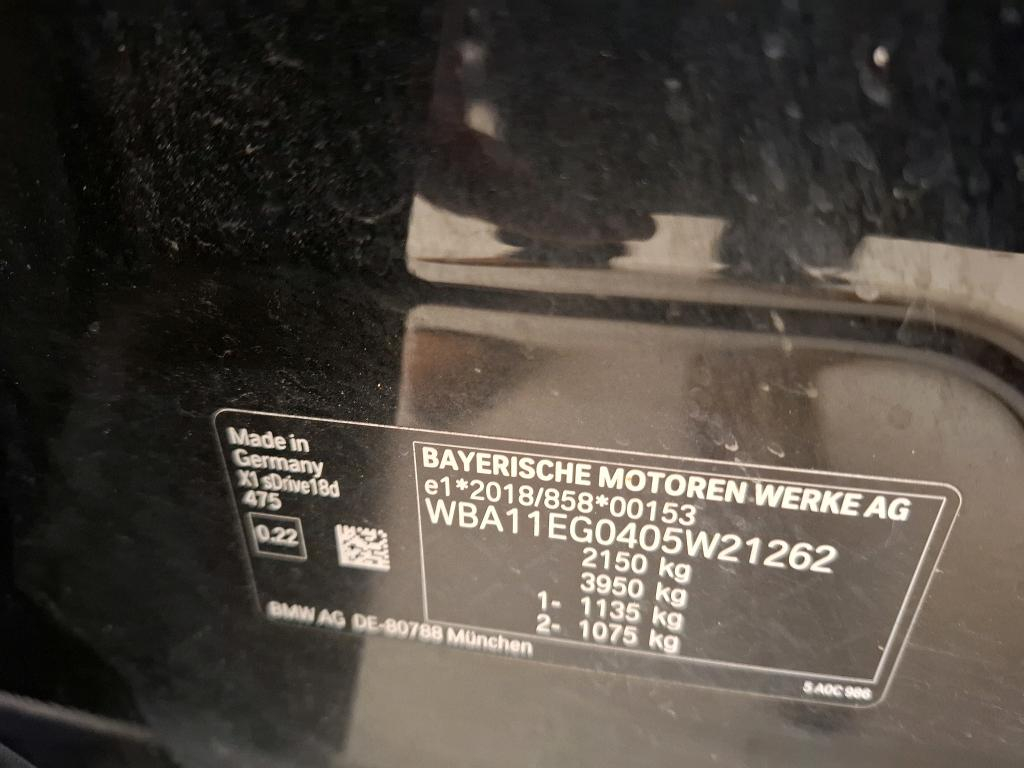 Made in
Germany
X1 sDrive18d
475
0.22
BAYERISCHE MOTOREN WERKE AG
e1*2018/858*00153
WBA11EG0405W21262
2150 kg
3950 kg
1- 1135 kg
2- 1075 kg
BMW AG DE-80788 München
5 A0C 986